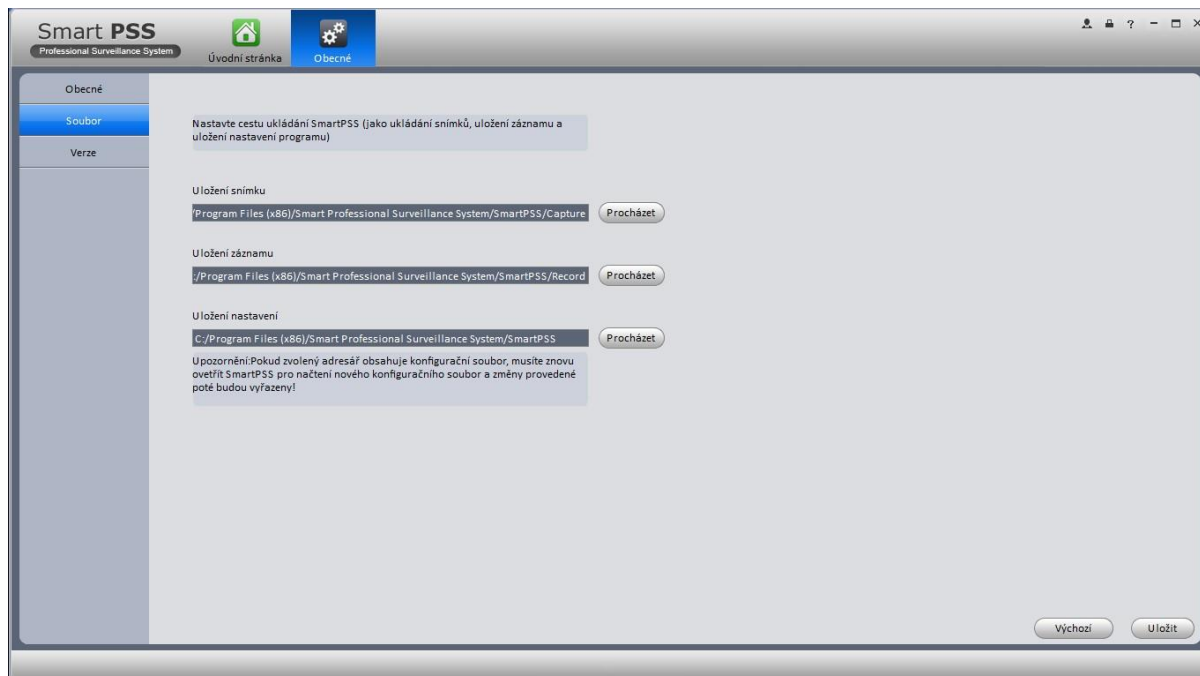 Smart PSS
Professional Surveillance System
Úvodní stránka
Obecné
?
Obecné
Soubor
Verze
Nastavte cestu ukládání SmartPSS (jako ukládání snímků, uložení záznamu a
uložení nastavení programu)
Uložení snímku
/Program Files (x86)/Smart Professional Surveillance System/SmartPSS/Capture
Procházet
Uložení záznamu
:/Program Files (x86)/Smart Professional Surveillance System/SmartPSS/Record
Procházet
Uložení nastavení
C:/Program Files (x86)/Smart Professional Surveillance System/SmartPSS
Procházet
Upozornění:Pokud zvolený adresář obsahuje konfigurační soubor, musíte znovu
ovetřít SmartPSS pro načtení nového konfiguračního soubor a změny provedené
poté budou vyřazeny!
Výchozí
Uložit